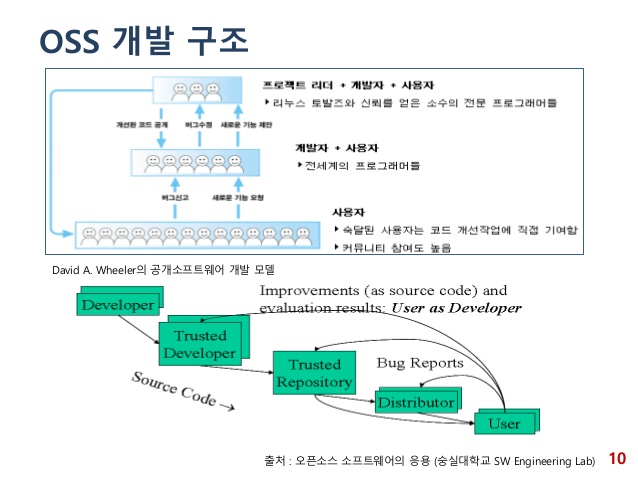 OSS 개발 구조
프로젝트 리더 + 개발자 + 사용자
리누스 토발즈와 신뢰를 얻은 소수의 전문 프로그래머들
개선된 코드 공개 버그수정 새로운 기능 제안
개발자 + 사용자
전세계의 프로그래머들
버그신고 새로운 기능 요청
사용자
숙달된 사용자는 코드 개선작업에 직접 기여함
커뮤니티 참여도 높음
David A. Wheeler의 공개소프트웨어 개발 모델
Improvements (as source code) and
evaluation results: User as Developer
Developer
Trusted
Developer
Trusted
Repository
Bug Reports
Source Code →
Distributor
User
출처 : 오픈소스 소프트웨어의 응용 (숭실대학교 SW Engineering Lab)
10